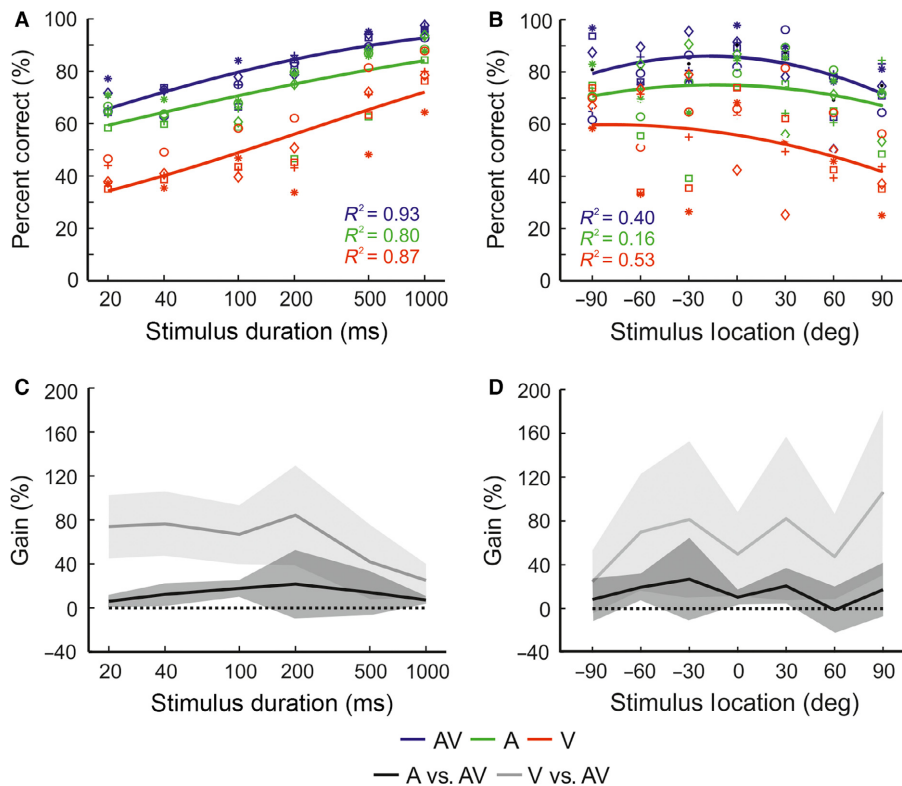 A
100
80
60
40
20
0
Percent correct (%)
R² = 0.93
R² = 0.80
R² = 0.87
20 40 100 200 500 1000
Stimulus duration (ms)
B
100
80
60
40
20
0
Percent correct (%)
R² = 0.40
R² = 0.16
R² = 0.53
−90 −60 −30 0 30 60 90
Stimulus location (deg)
C
200
160
120
80
40
0
−40
Gain (%)
20 40 100 200 500 1000
Stimulus duration (ms)
D
200
160
120
80
40
0
−40
Gain (%)
−90 −60 −30 0 30 60 90
Stimulus location (deg)
AV A V
A vs. AV V vs. AV